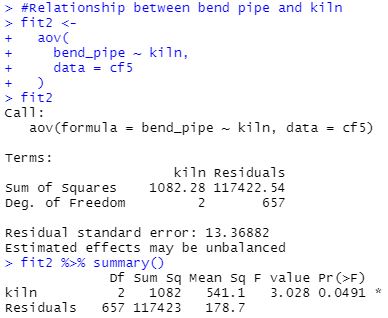 > #Relationship between bend pipe and kiln
> fit2 <-
+   aov(
+     bend_pipe ~ kiln,
+     data = cf5)
+   )
> fit2
Call:
   aov(formula = bend_pipe ~ kiln, data = cf5)

Terms:
                     kiln Residuals
Sum of Squares    1082.28 117422.54
Deg. of Freedom         2       657

Residual standard error: 13.36882
Estimated effects may be unbalanced
> fit2 %>% summary()
             Df Sum Sq Mean Sq F value Pr(>F)
kiln          2   1082   541.1   3.028 0.0491 *
Residuals   657 117423   178.7